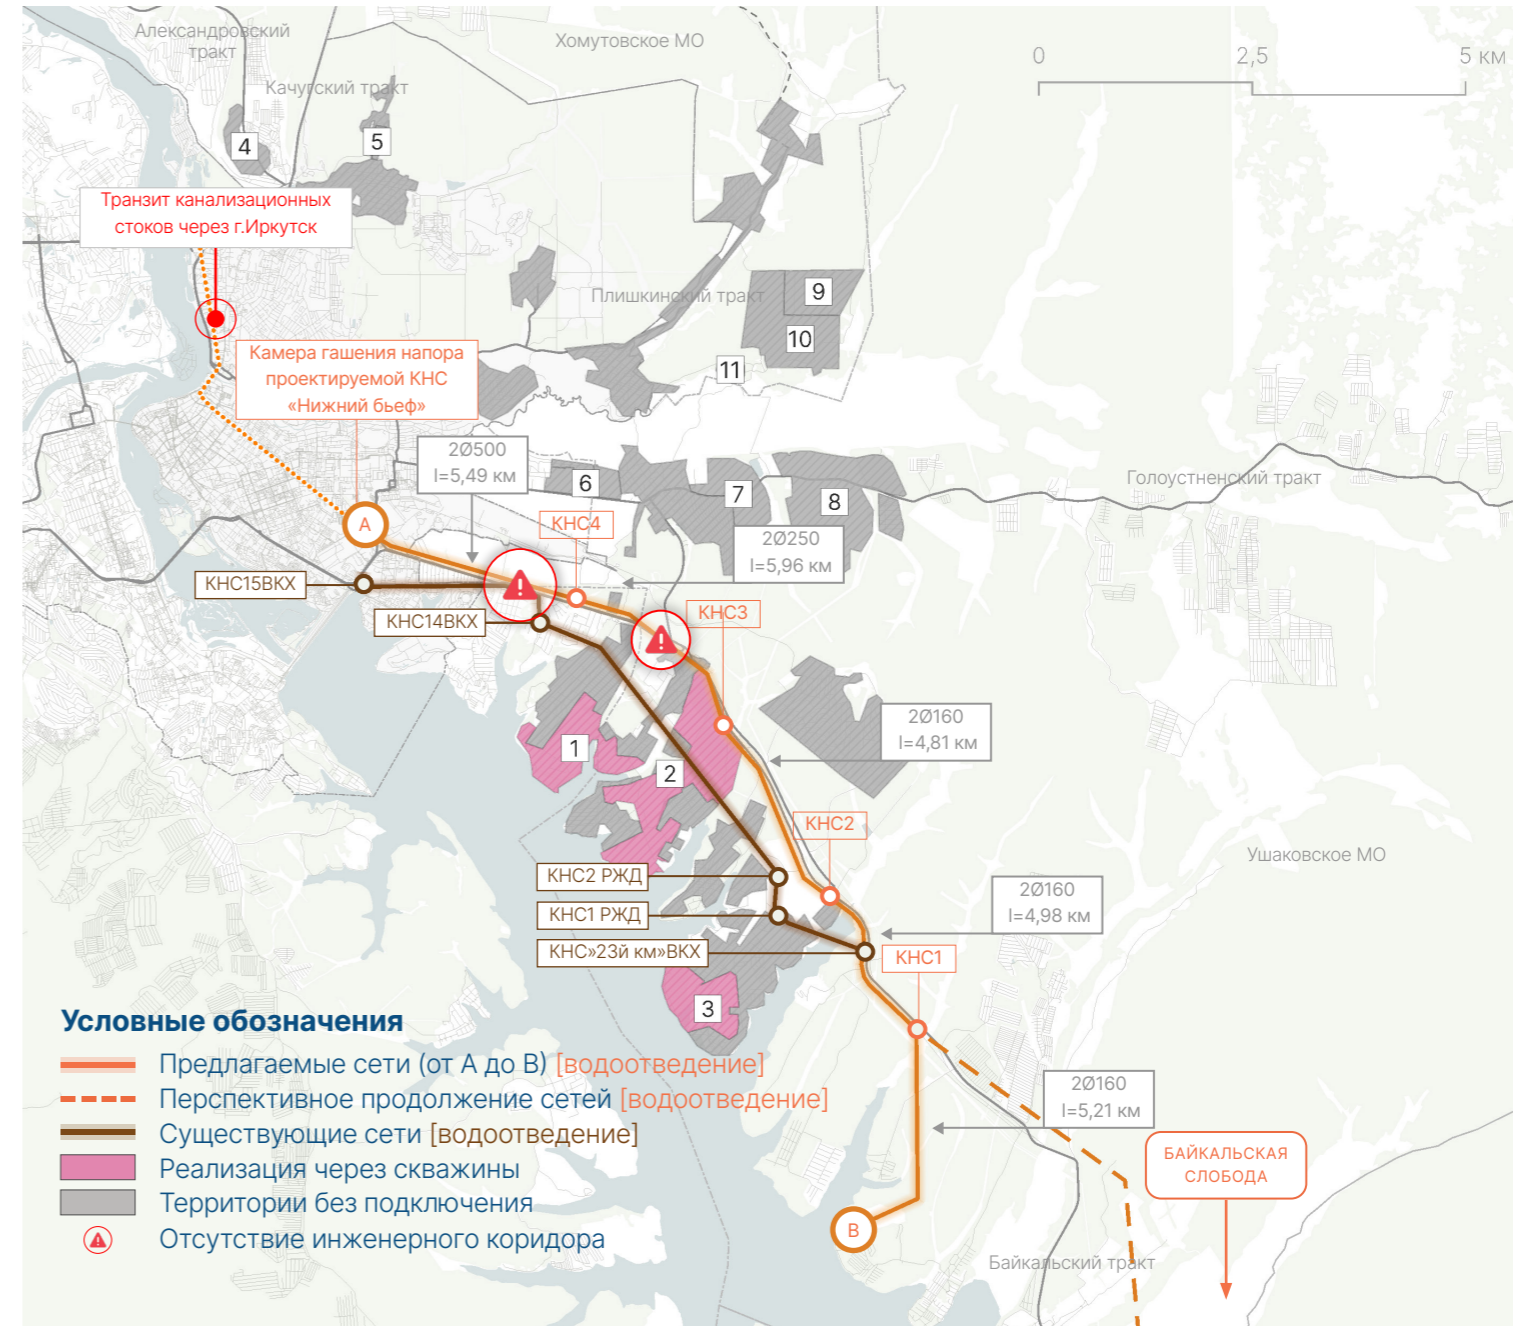 Александровский
тракт
Хомутовское МО
0
2,5
5 км
Качугский тракт
4
5
Транзит канализационных
стоков через г.Иркутск
Плишкинский тракт
9
10
11
Камера гашения напора
проектируемой КНС
«Нижний бьеф»
2Ø500
l=5,49 км
6
7
8
Голоустненский тракт
A
КНС4
2Ø250
l=5,96 км
КНС15ВКХ
КНС14ВКХ
КНС3
2Ø160
l=4,81 км
1
2
КНС2
Ушаковское МО
КНС2 РЖД
КНС1 РЖД
2Ø160
l=4,98 км
КНС»23й км»ВКХ
КНС1
3
Условные обозначения
Предлагаемые сети (от А до В) [водоотведение]
Перспективное продолжение сетей [водоотведение]
Существующие сети [водоотведение]
Реализация через скважины
Территории без подключения
Отсутствие инженерного коридора
2Ø160
l=5,21 км
БАЙКАЛЬСКАЯ
СЛОБОДА
B
Байкальский тракт